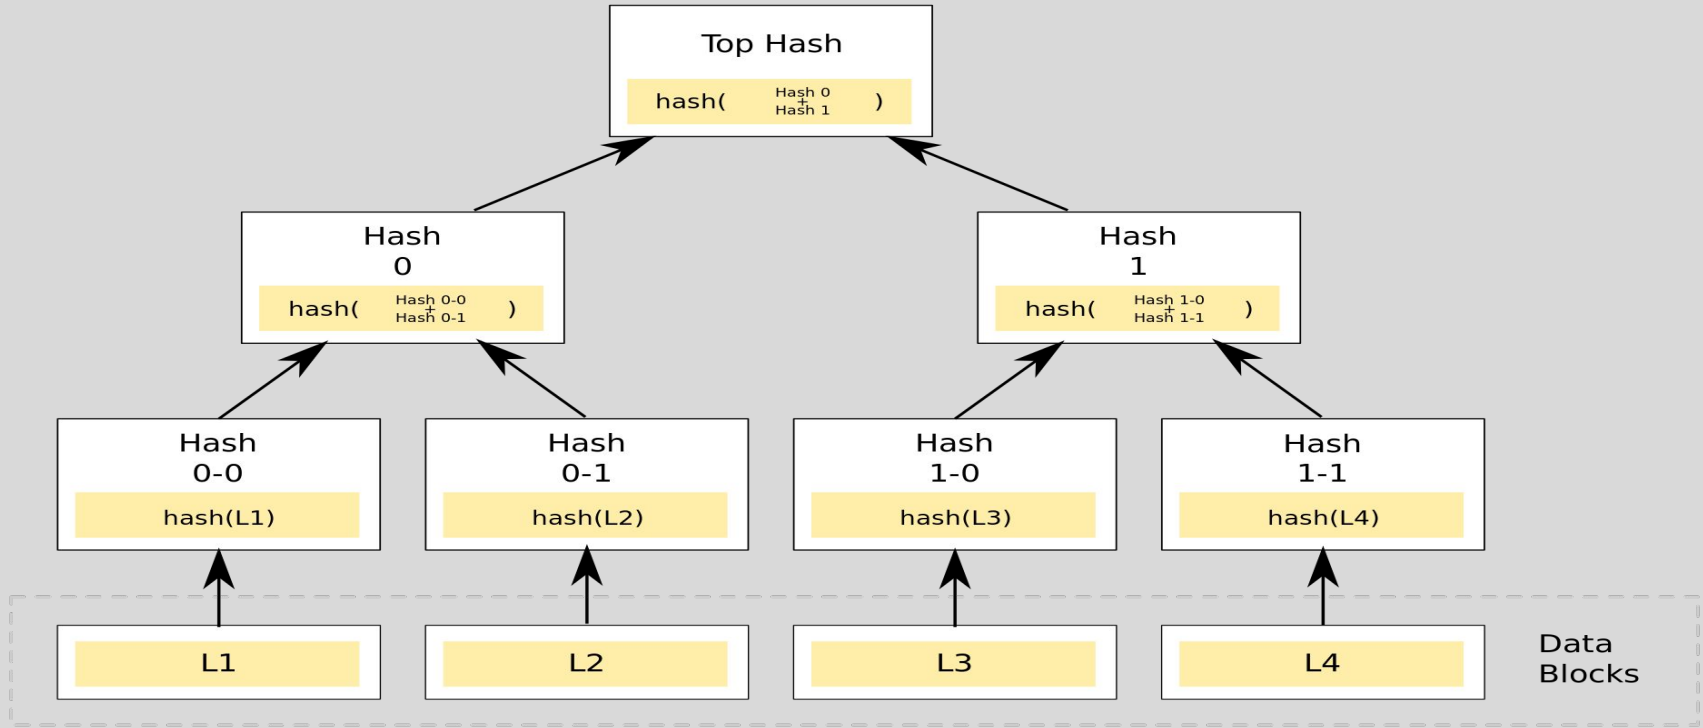 Top Hash
hash( Hash 0 + Hash 1 )
Hash
0
hash( Hash 0-0 + Hash 0-1 )
Hash
1
hash( Hash 1-0 + Hash 1-1 )
Hash
0-0
hash(L1)
Hash
0-1
hash(L2)
Hash
1-0
hash(L3)
Hash
1-1
hash(L4)
L1
L2
L3
L4
Data
Blocks